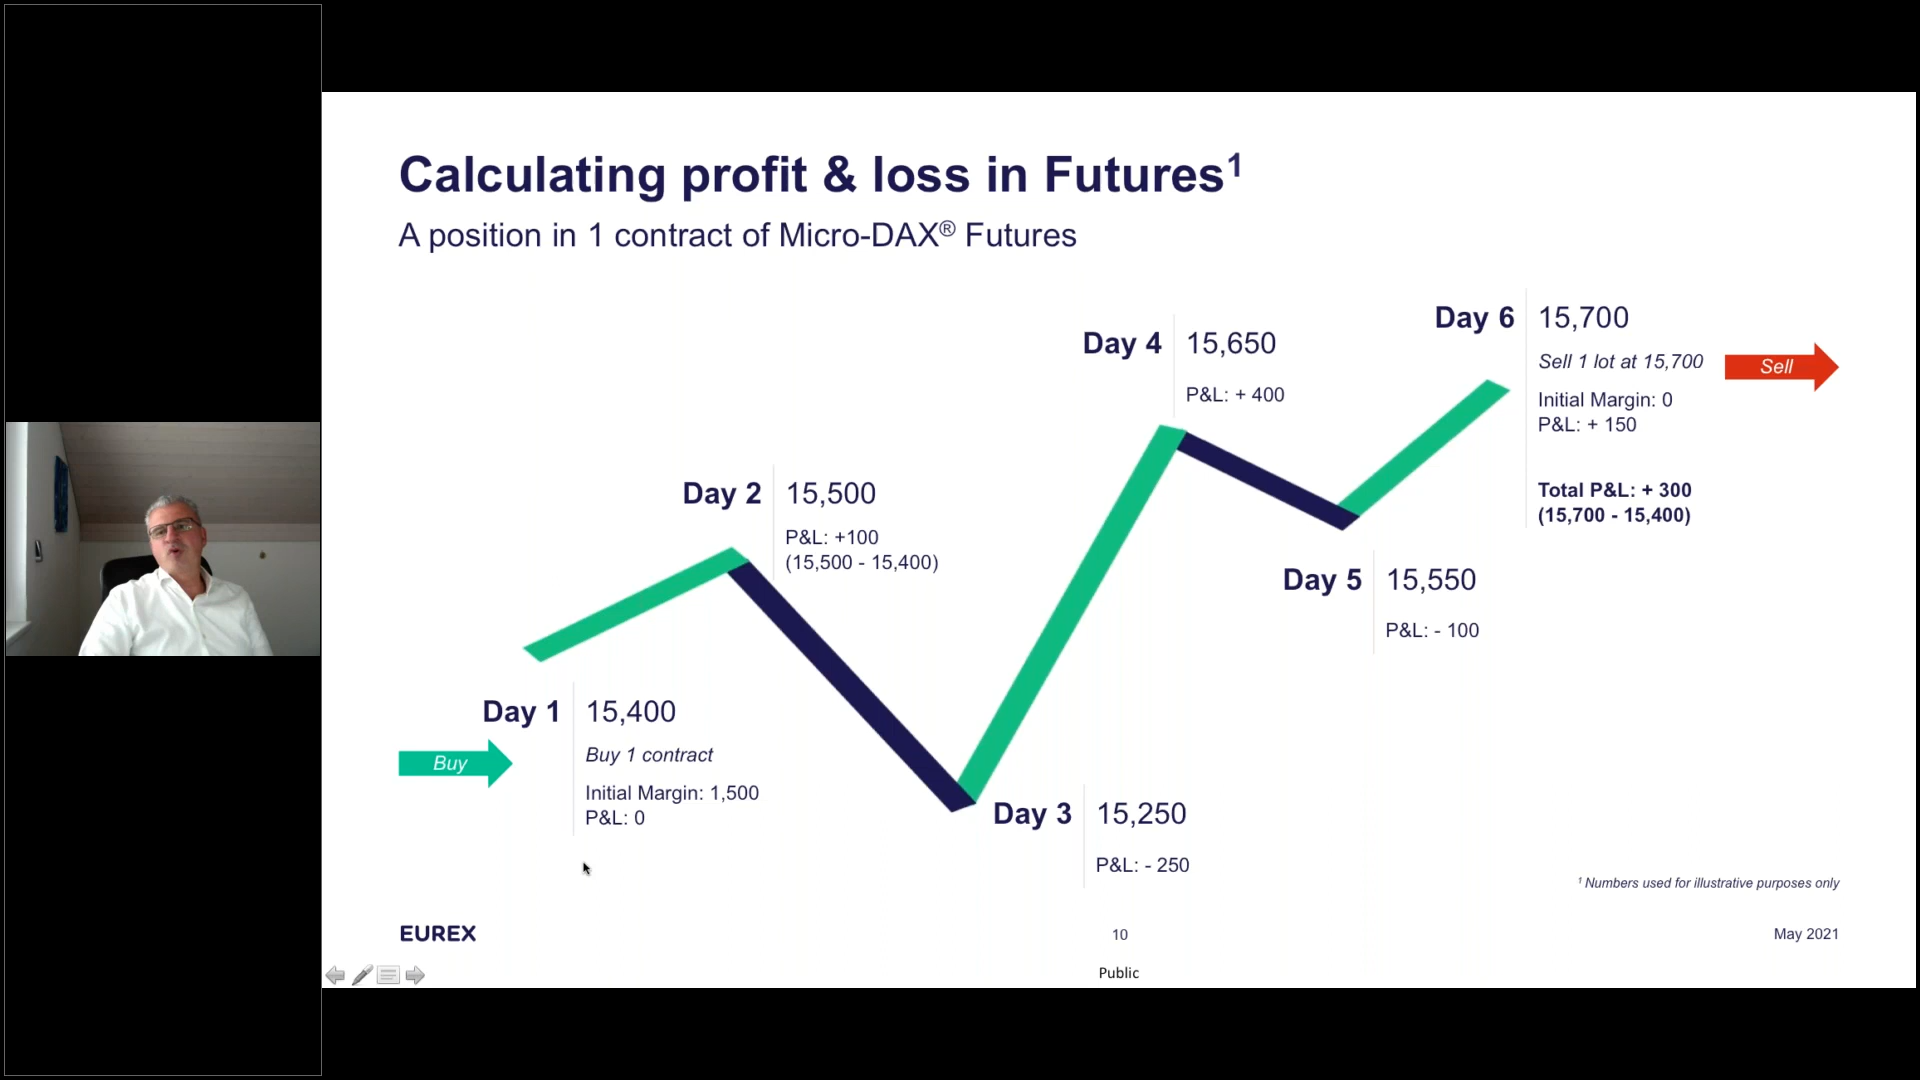 Calculating profit & loss in Futures¹
A position in 1 contract of Micro-DAX® Futures
Buy
Day 1
15,400
Buy 1 contract
Initial Margin: 1,500
P&L: 0
Day 2
15,500
P&L: +100
(15,500 - 15,400)
Day 3
15,250
P&L: - 250
Day 4
15,650
P&L: + 400
Day 5
15,550
P&L: - 100
Day 6
15,700
Sell 1 lot at 15,700
Initial Margin: 0
P&L: + 150
Total P&L: + 300
(15,700 - 15,400)
Sell
¹ Numbers used for illustrative purposes only
EUREX
10
May 2021
Public